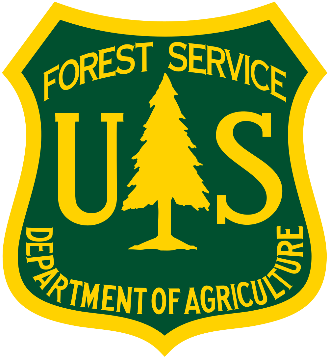 FOREST SERVICE
U S
DEPARTMENT OF AGRICULTURE